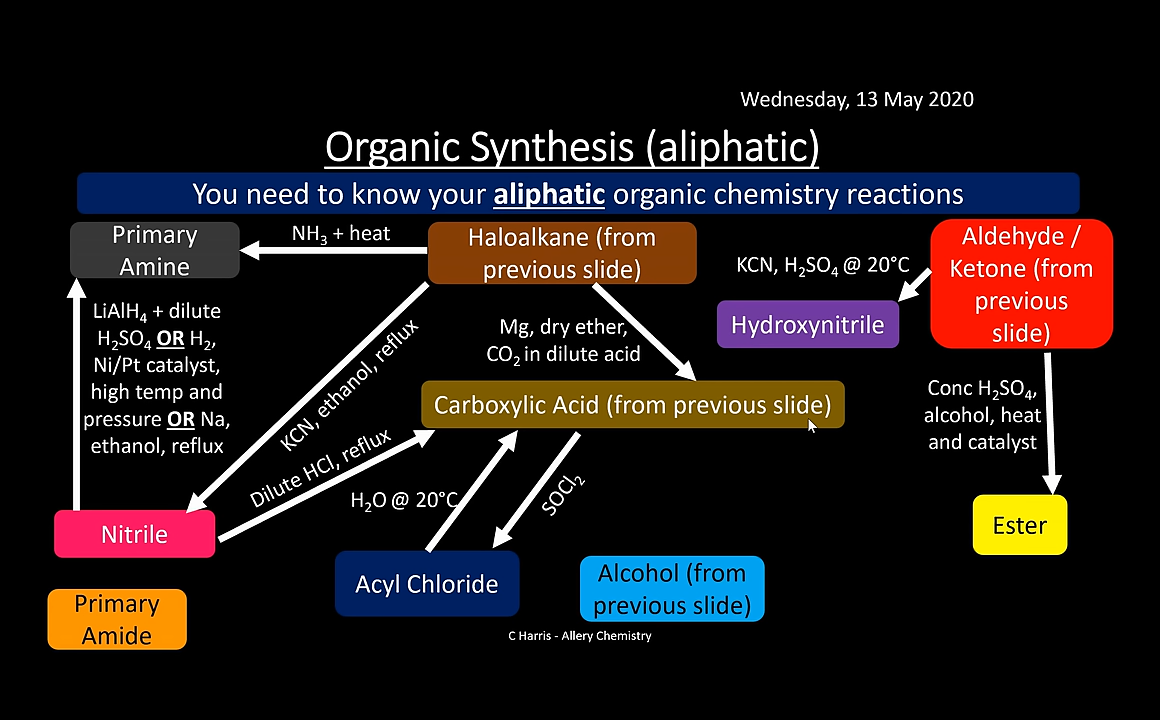 Wednesday, 13 May 2020
Organic Synthesis (aliphatic)
You need to know your aliphatic organic chemistry reactions
Primary
Amine
NH₃ + heat
Haloalkane (from
previous slide)
KCN, H₂SO₄ @ 20°C
Aldehyde /
Ketone (from
previous
slide)
Hydroxynitrile
LiAlH₄ + dilute
H₂SO₄ OR H₂,
Ni/Pt catalyst,
high temp and
pressure OR Na,
ethanol, reflux
KCN, ethanol, reflux
Mg, dry ether,
CO₂ in dilute acid
Carboxylic Acid (from previous slide)
Conc H₂SO₄,
alcohol, heat
and catalyst
Dilute HCl, reflux
H₂O @ 20°C
SOCl₂
Nitrile
Ester
Acyl Chloride
Alcohol (from
previous slide)
Primary
Amide
C Harris - Allery Chemistry